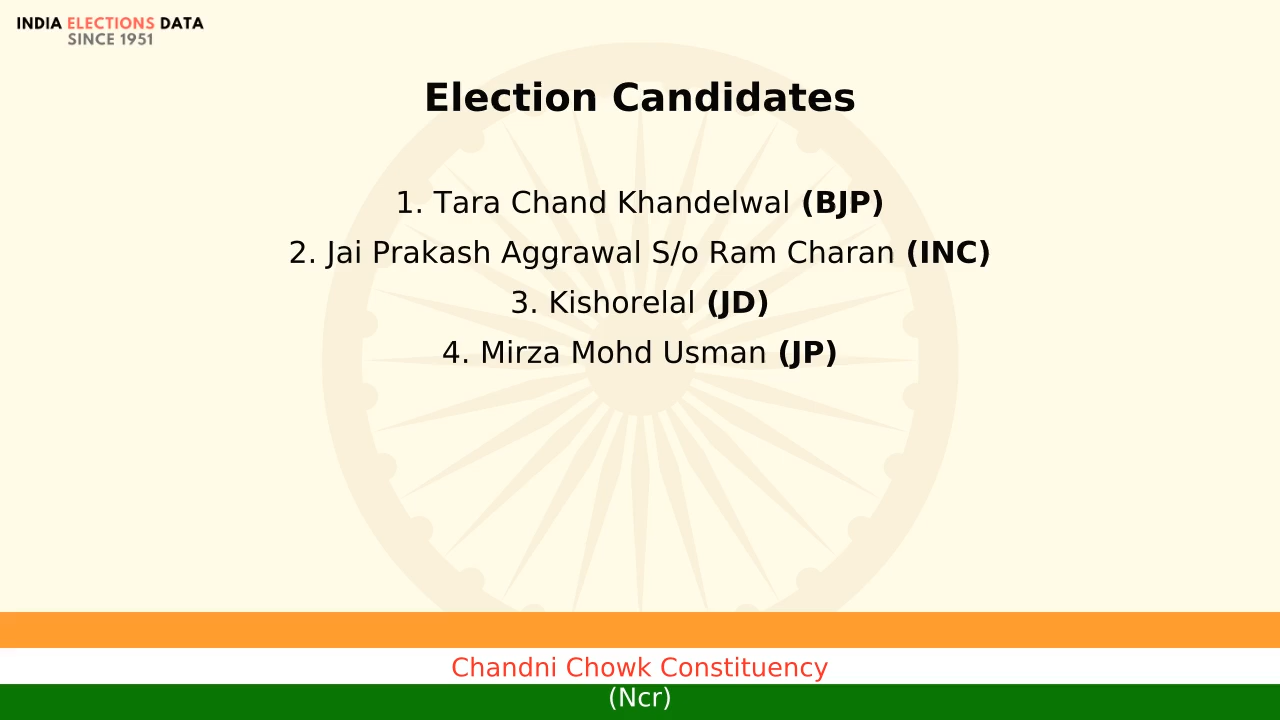 INDIA ELECTIONS DATA
SINCE 1951
Election Candidates
1. Tara Chand Khandelwal (BJP)
2. Jai Prakash Aggrawal S/o Ram Charan (INC)
3. Kishorelal (JD)
4. Mirza Mohd Usman (JP)
Chandni Chowk Constituency
(Ncr)